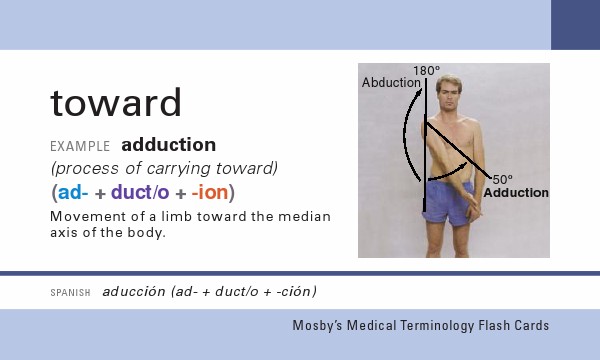 toward
EXAMPLE adduction
(process of carrying toward)
(ad- + duct/o + -ion)
Movement of a limb toward the median
axis of the body.
180°
Abduction
50°
Adduction
SPANISH aducción (ad- + duct/o + -ción)
Mosby's Medical Terminology Flash Cards